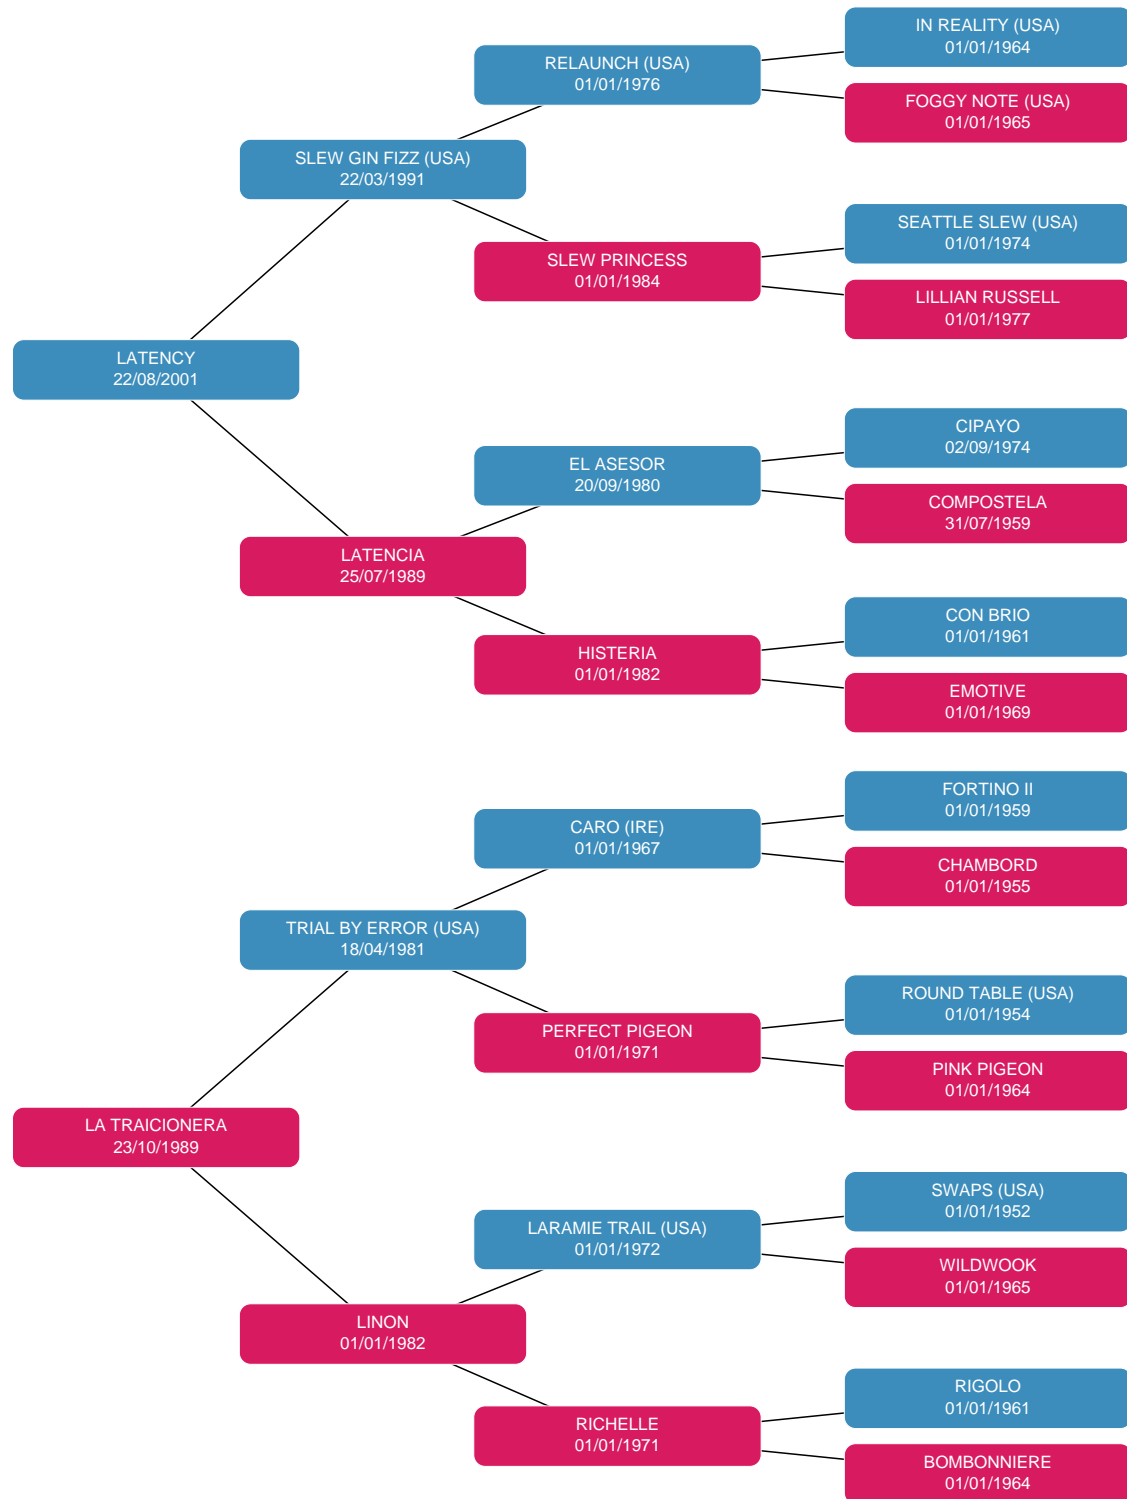 IN REALITY (USA)
01/01/1964
RELAUNCH (USA)
01/01/1976
FOGGY NOTE (USA)
01/01/1965
SLEW GIN FIZZ (USA)
22/03/1991
SEATTLE SLEW (USA)
01/01/1974
SLEW PRINCESS
01/01/1984
LILLIAN RUSSELL
01/01/1977
LATENCY
22/08/2001
CIPAYO
02/09/1974
EL ASESOR
20/09/1980
COMPOSTELA
31/07/1959
LATENCIA
25/07/1989
CON BRIO
01/01/1961
HISTERIA
01/01/1982
EMOTIVE
01/01/1969
FORTINO II
01/01/1959
CARO (IRE)
01/01/1967
CHAMBORD
01/01/1955
TRIAL BY ERROR (USA)
18/04/1981
ROUND TABLE (USA)
01/01/1954
PERFECT PIGEON
01/01/1971
PINK PIGEON
01/01/1964
LA TRAICIONERA
23/10/1989
SWAPS (USA)
01/01/1952
LARAMIE TRAIL (USA)
01/01/1972
WILDWOOK
01/01/1965
LINON
01/01/1982
RIGOLO
01/01/1961
RICHELLE
01/01/1971
BOMBONNIERE
01/01/1964